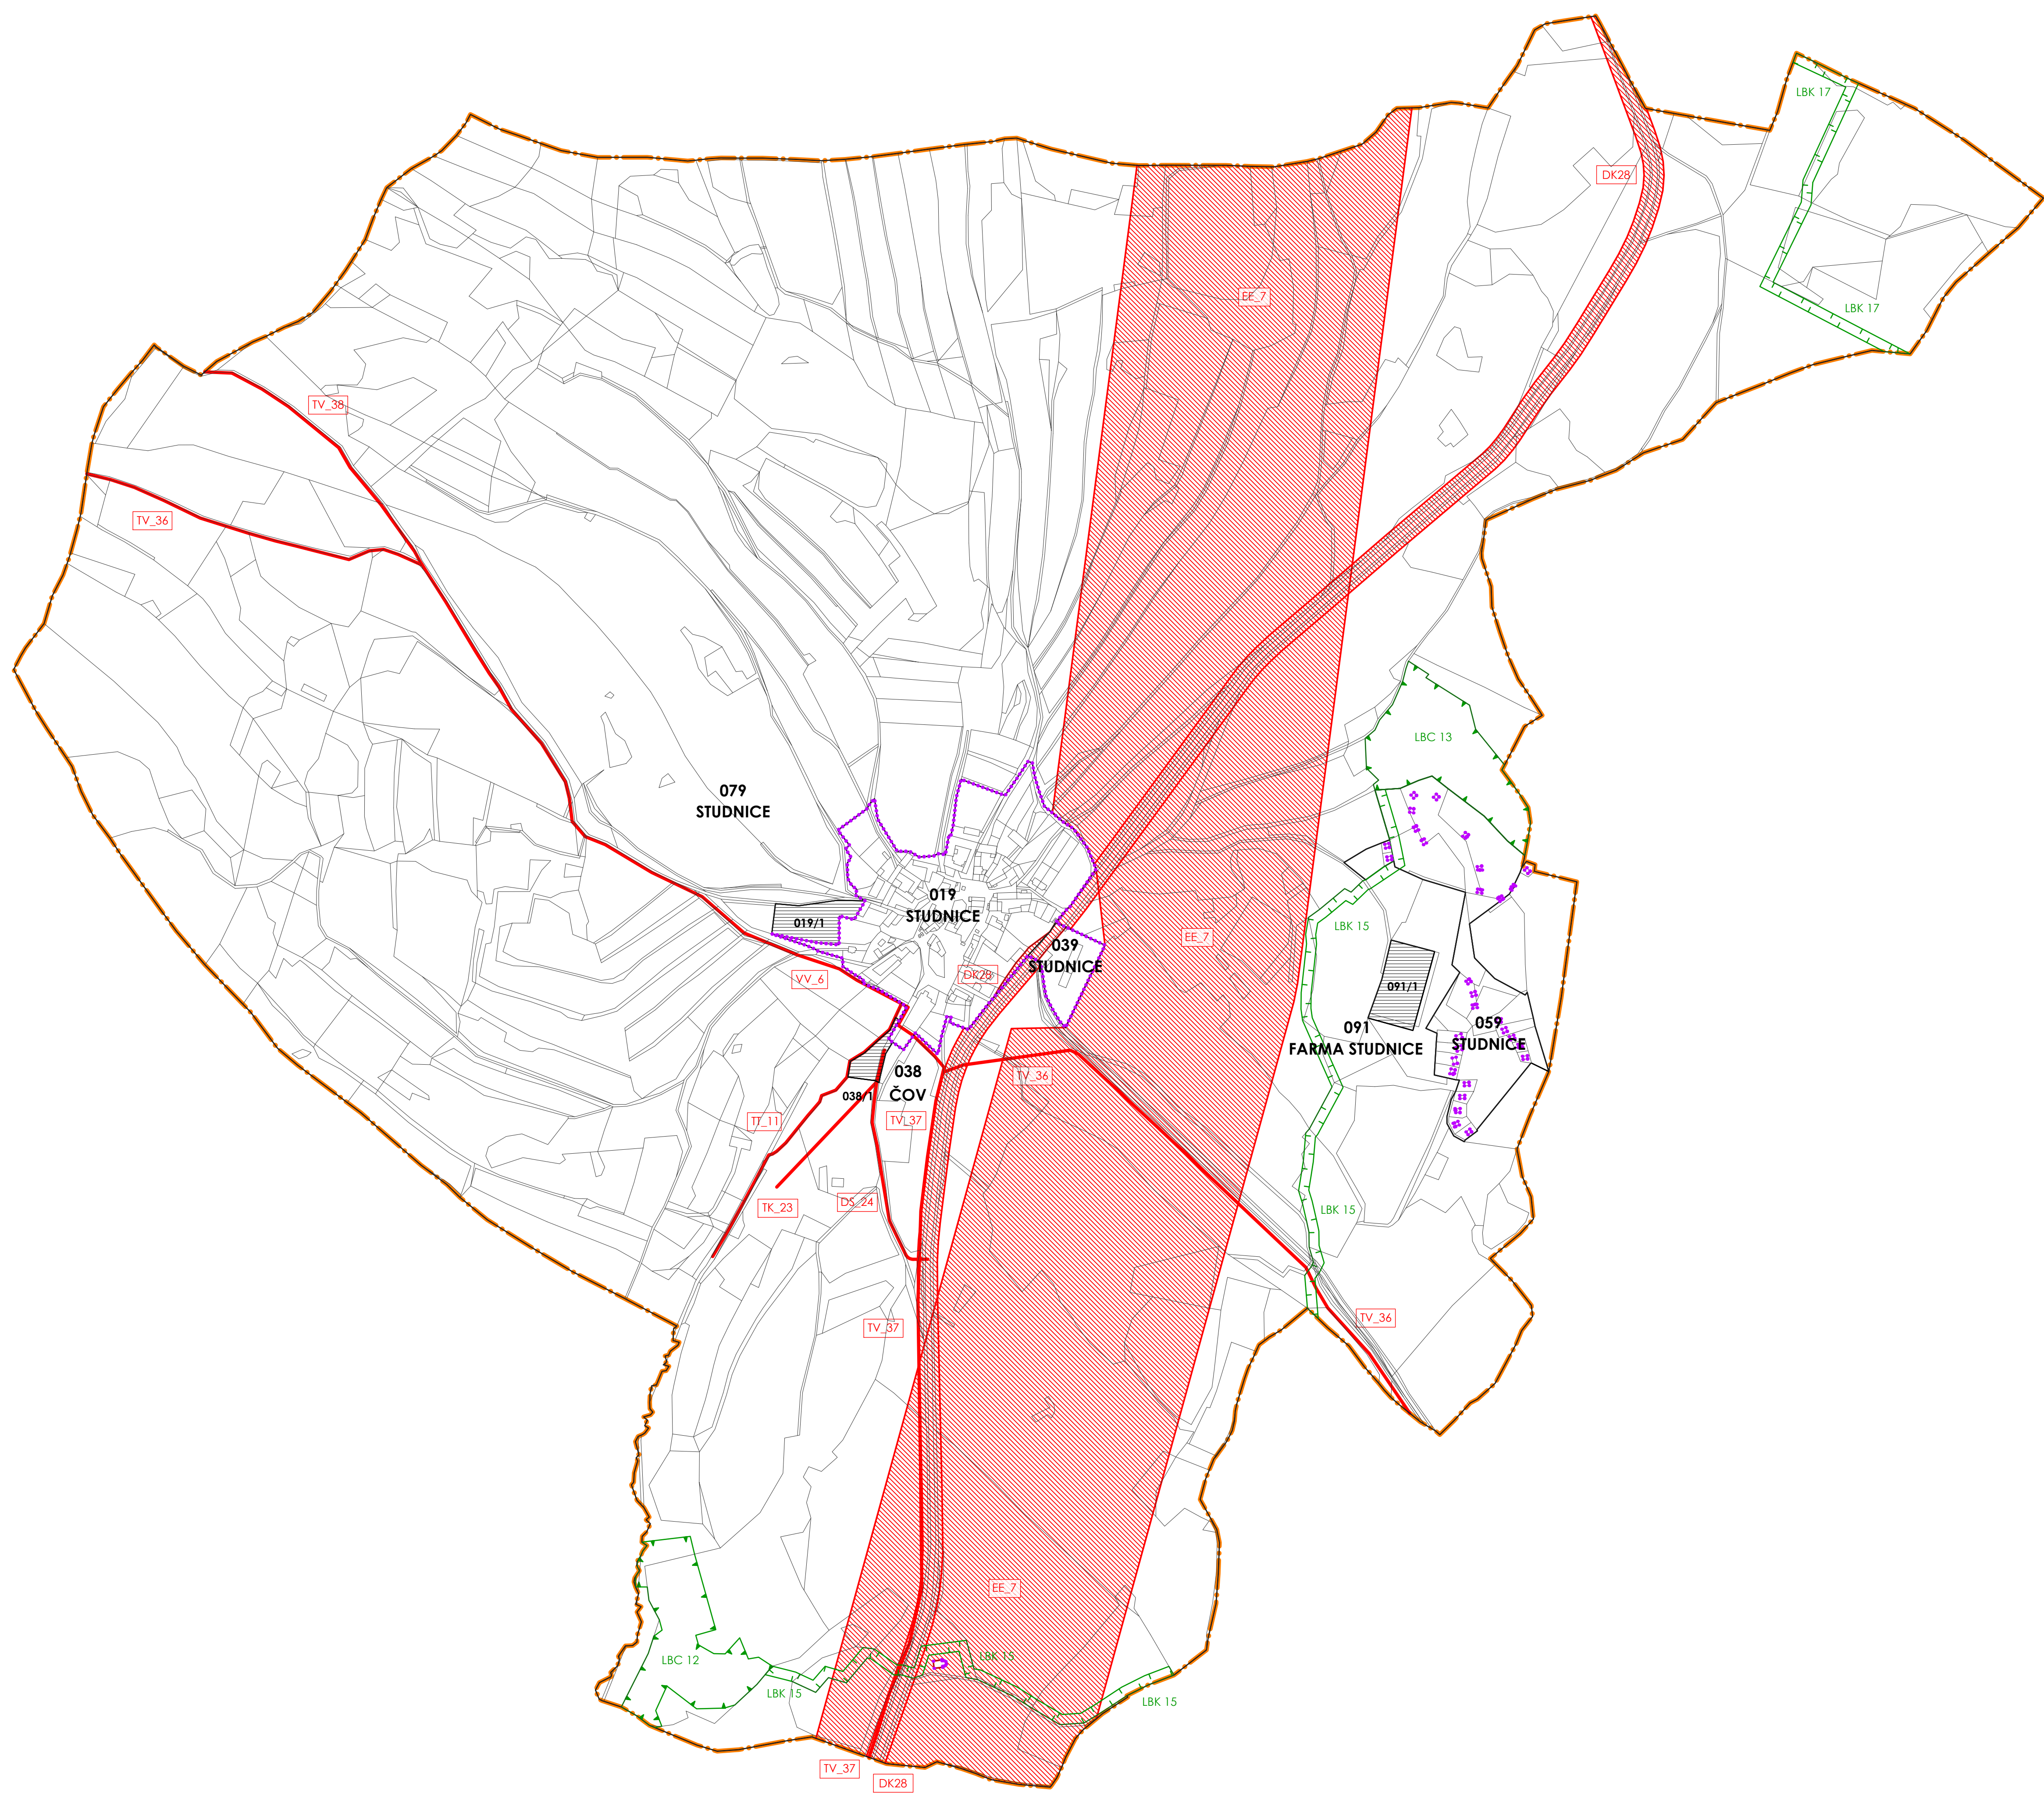 LBK 17
DK28
EE_7
LBK 17
TV_38
TV_36
LBC 13
079
STUDNICE
019
STUDNICE
019/1
LBK 15
EE_7
039
STUDNICE
DK28
VV_6
091/1
091
FARMA STUDNICE
059
STUDNICE
038
ČOV
038/1
TV_36
TT_11
TV_37
TK_23
DS_24
LBK 15
TV_36
TV_37
EE_7
LBC 12
LBK 15
LBK 15
LBK 15
TV_37
DK28